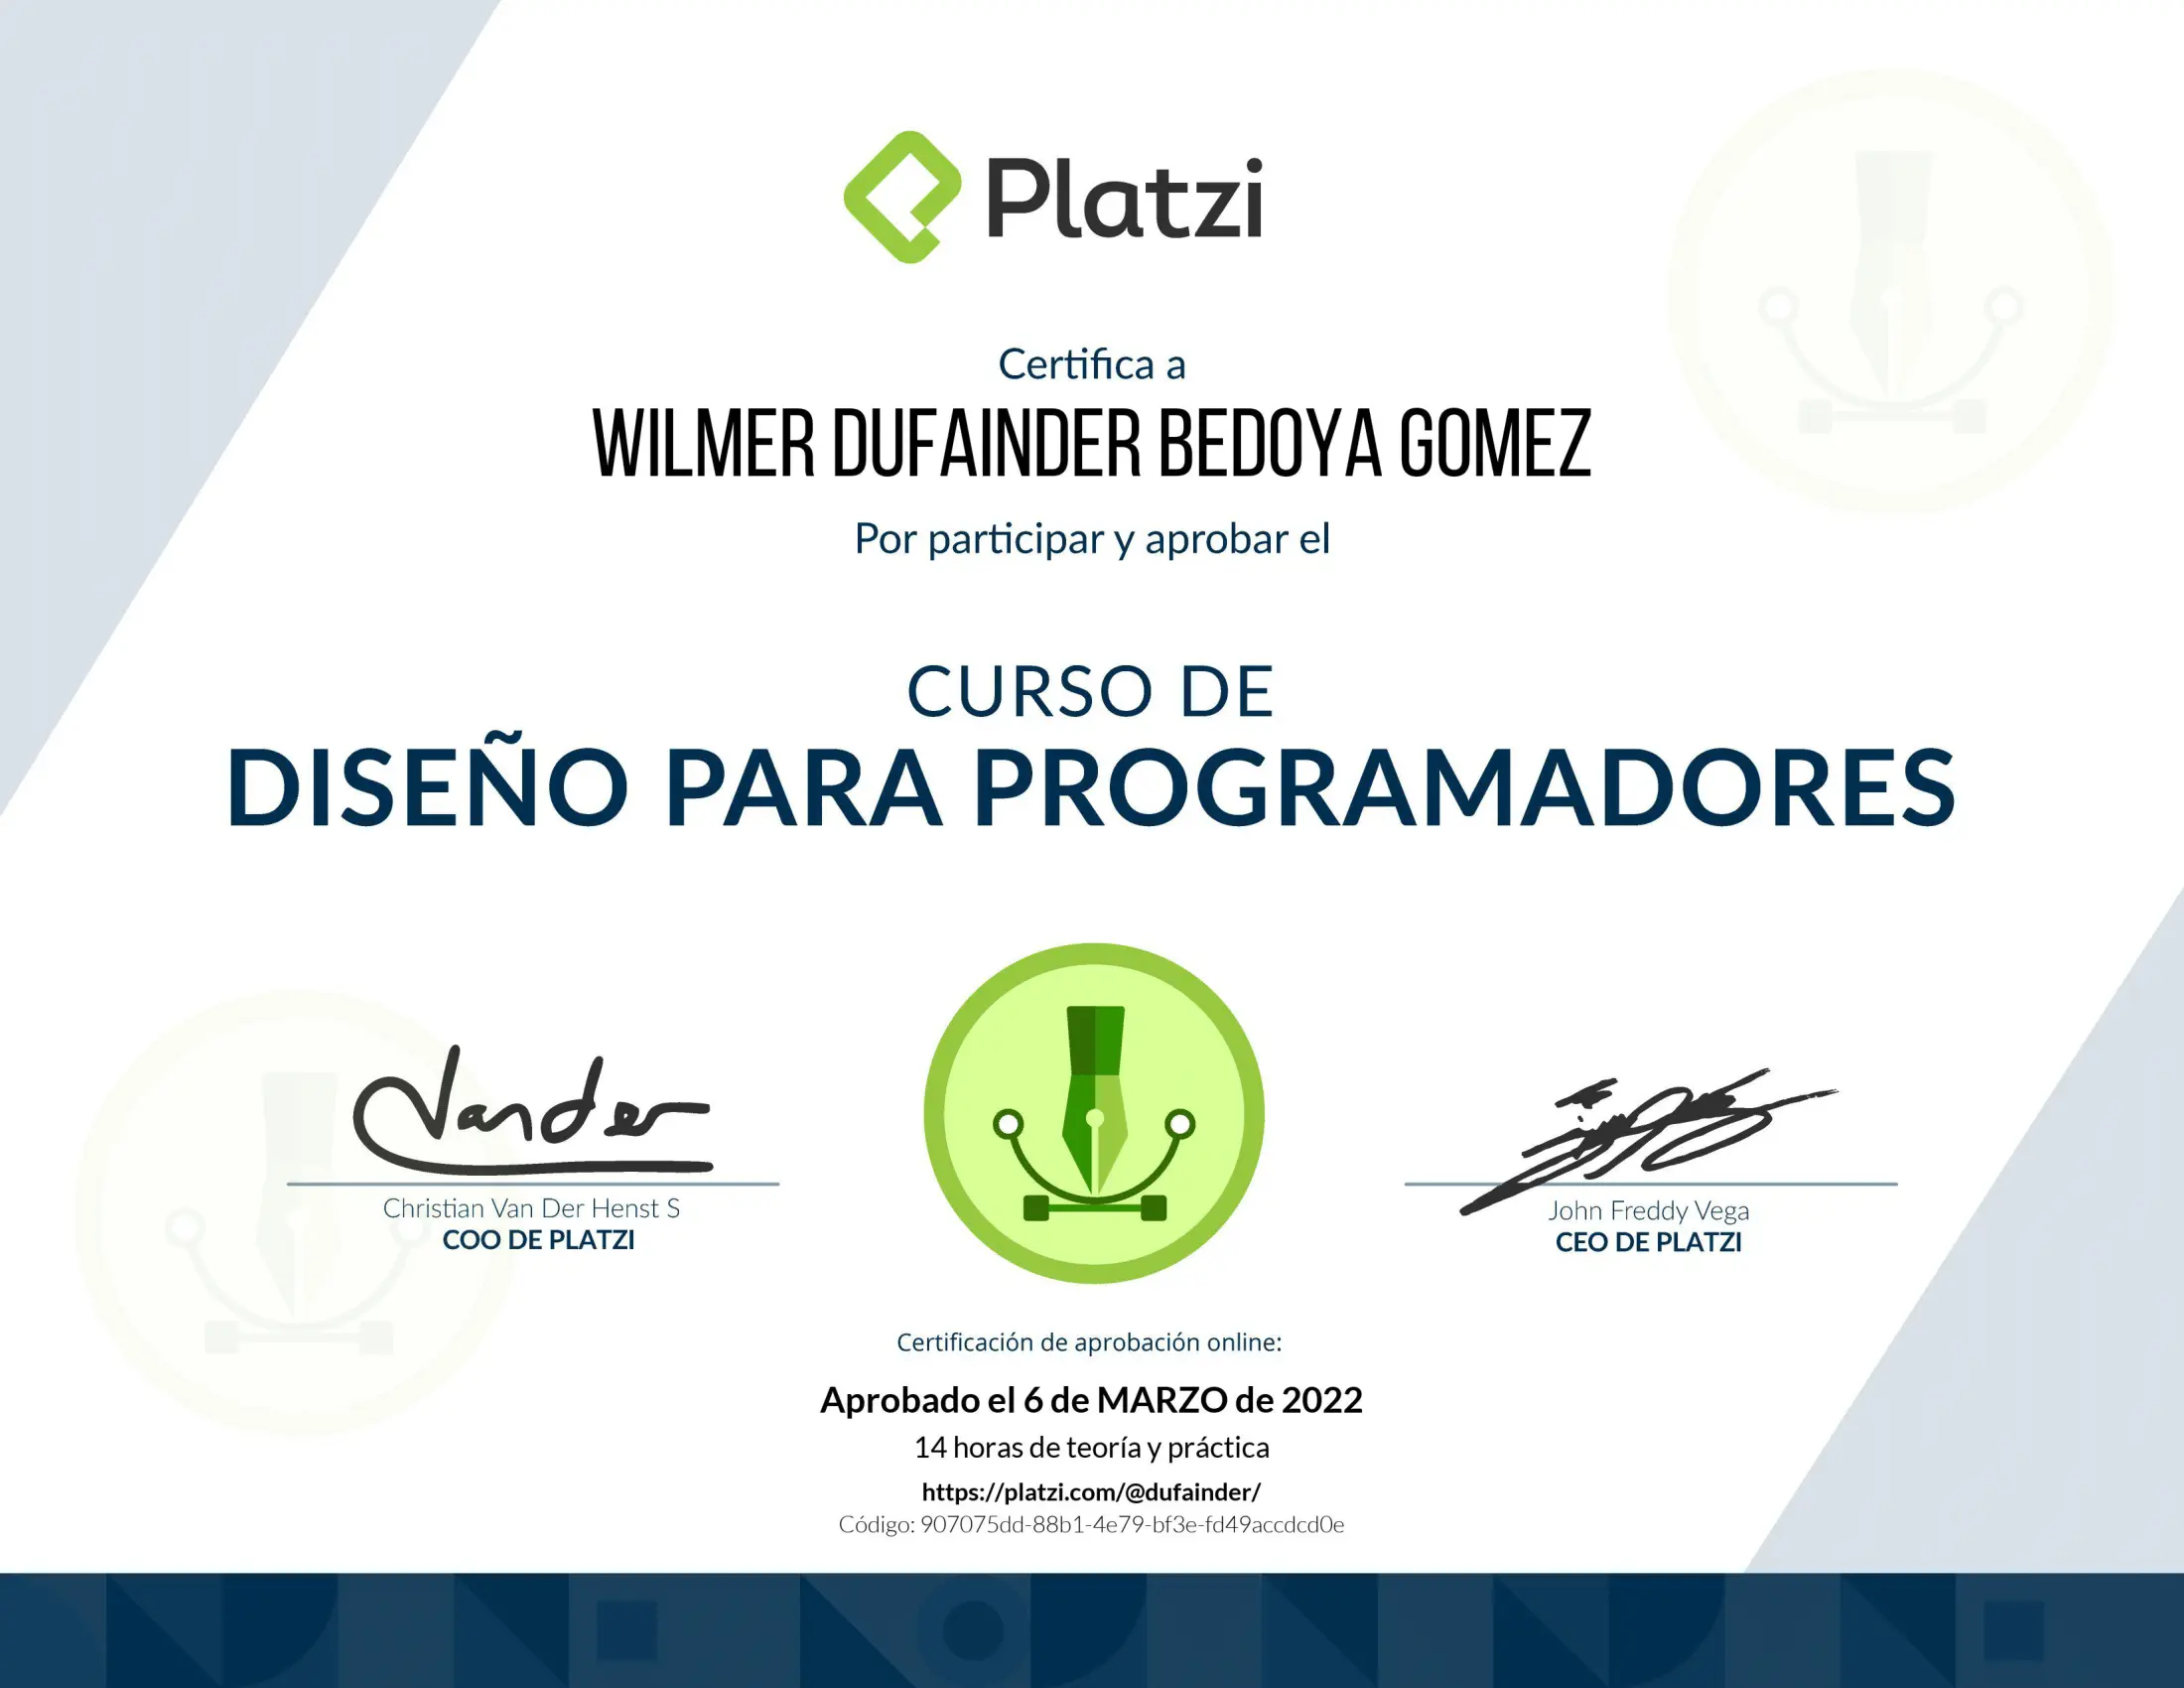 Platzi
Certifica a
WILMER DUFAINDER BEDOYA GOMEZ
Por participar y aprobar el
CURSO DE
DISEÑO PARA PROGRAMADORES
Vander
Christian Van Der Henst S
COO DE PLATZI
John Freddy Vega
CEO DE PLATZI
Certificación de aprobación online:
Aprobado el 6 de MARZO de 2022
14 horas de teoría y práctica
https://platzi.com/@dufainder/
Código: 907075dd-88b1-4e79-bf3e-fd49accdcd0e